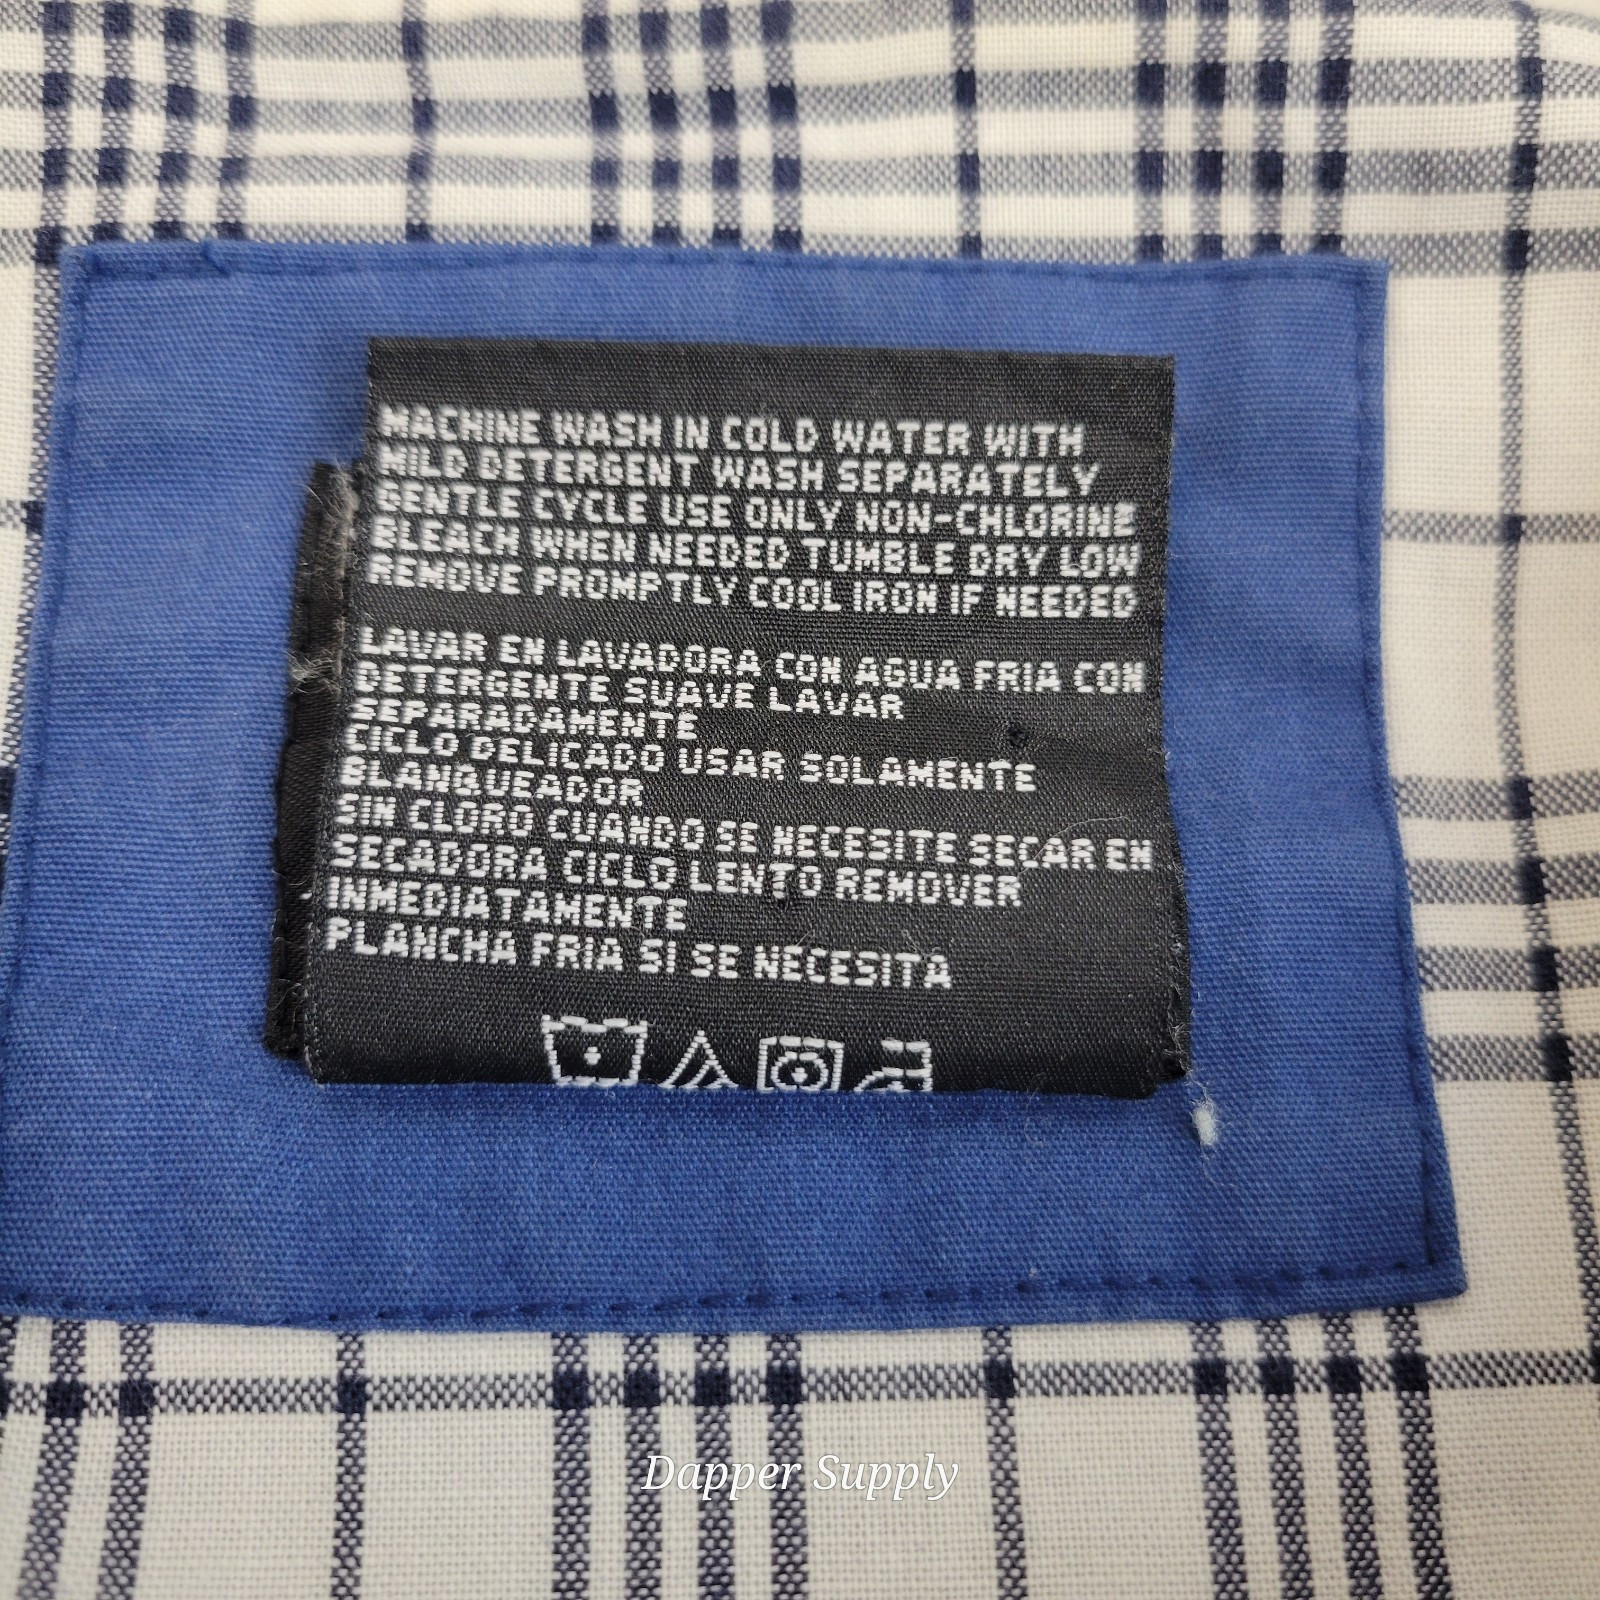 MACHINE WASH IN COLD WATER WITH
MILD DETERGENT WASH SEPARATELY
GENTLE CYCLE USE ONLY NON-CHLORINE
BLEACH WHEN NEEDED TUMBLE DRY LOW
REMOVE PROMPTLY COOL IRON IF NEEDED
LAVAR EN LAVADORA CON AGUA FRIA CON
DETERGENTE SUAVE LAVAR
SEPARADAMENTE
CICLO DELICADO USAR SOLAMENTE
BLANQUEADOR
SIN CLORO CUANDO SE NECESITE SECAR EN
SECADORA CICLO LENTO REMOVER
INMEDIATAMENTE
PLANCHA FRIA SI SE NECESITA
Dapper Supply